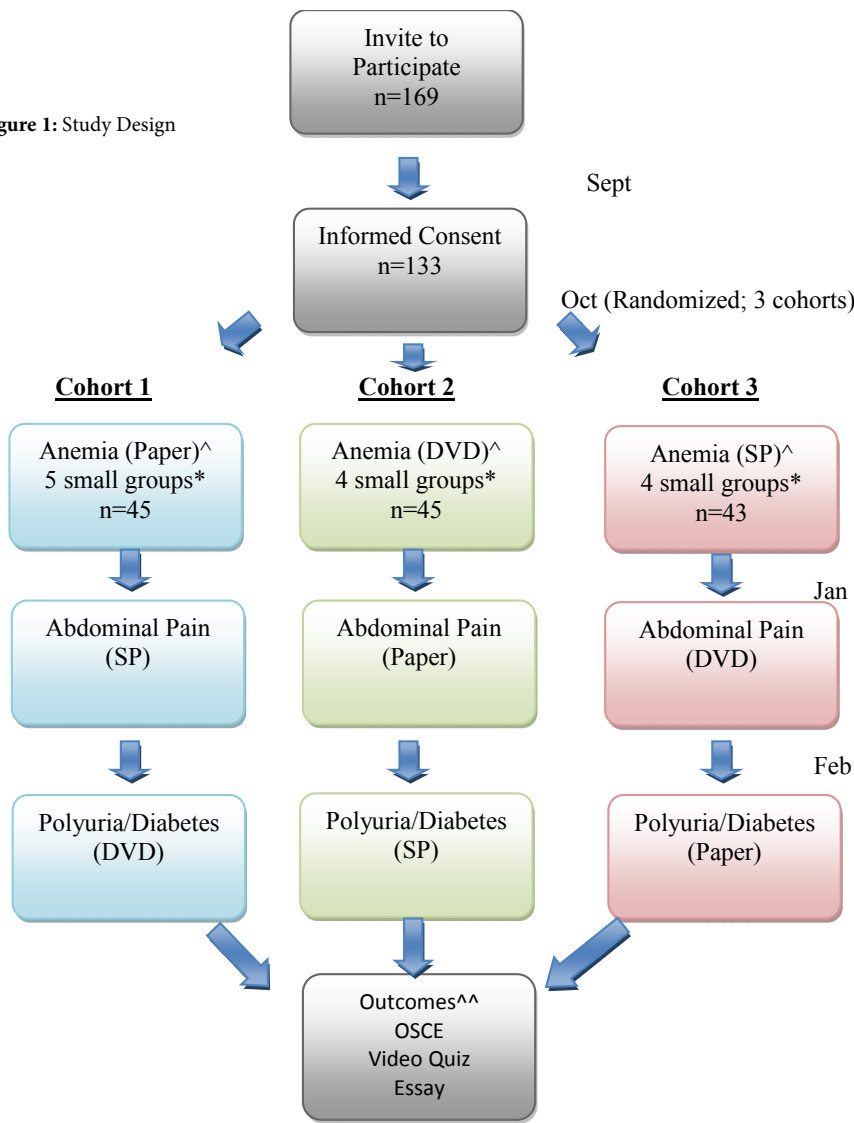 Invite to
Participate
n=169
gure 1: Study Design
Sept
Informed Consent
n=133
Oct (Randomized; 3 cohorts)
Cohort 1
Cohort 2
Cohort 3
Anemia (Paper)^
5 small groups*
n=45
Anemia (DVD)^
4 small groups*
n=45
Anemia (SP)^
4 small groups*
n=43
Jan
Abdominal Pain
(SP)
Abdominal Pain
(Paper)
Abdominal Pain
(DVD)
Feb
Polyuria/Diabetes
(DVD)
Polyuria/Diabetes
(SP)
Polyuria/Diabetes
(Paper)
Outcomes^^
OSCE
Video Quiz
Essay